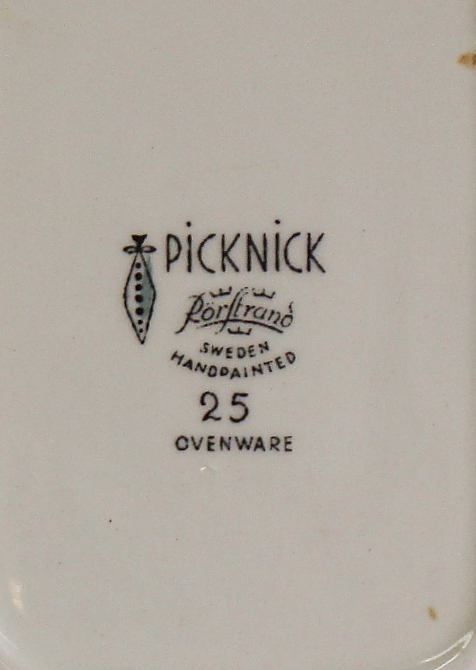 PiCKNiCK
Rörstrand
SWEDEN
HANDPAINTED
25
OVENWARE